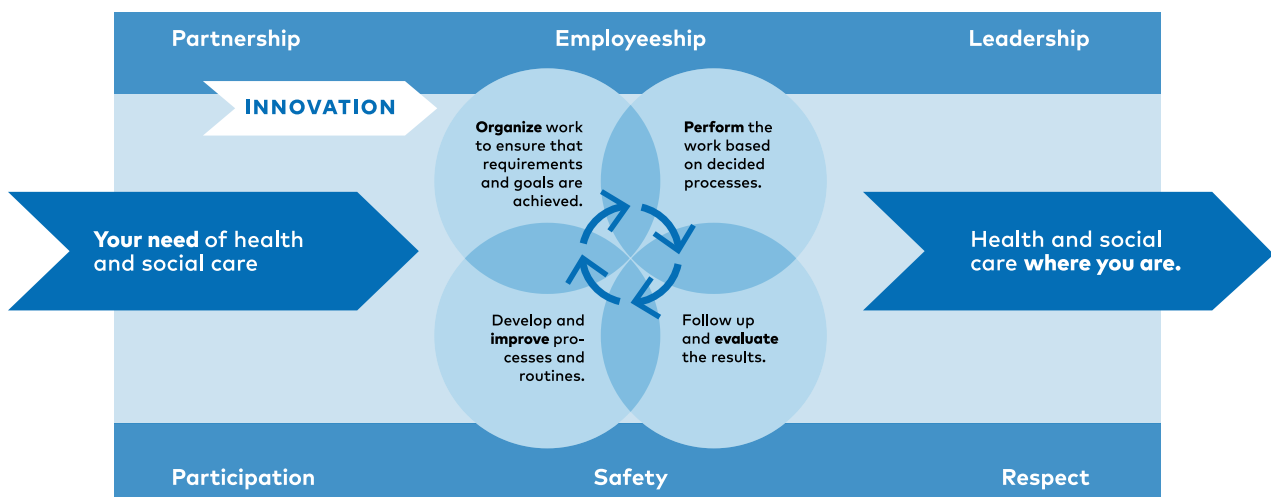 Partnership
Employeeship
Leadership
INNOVATION
Organize work
to ensure that
requirements
and goals are
achieved.
Perform the
work based
on decided
processes.
Your need of health
and social care
Health and social
care where you are.
Develop and
improve pro-
cesses and
routines.
Follow up
and evaluate
the results.
Participation
Safety
Respect